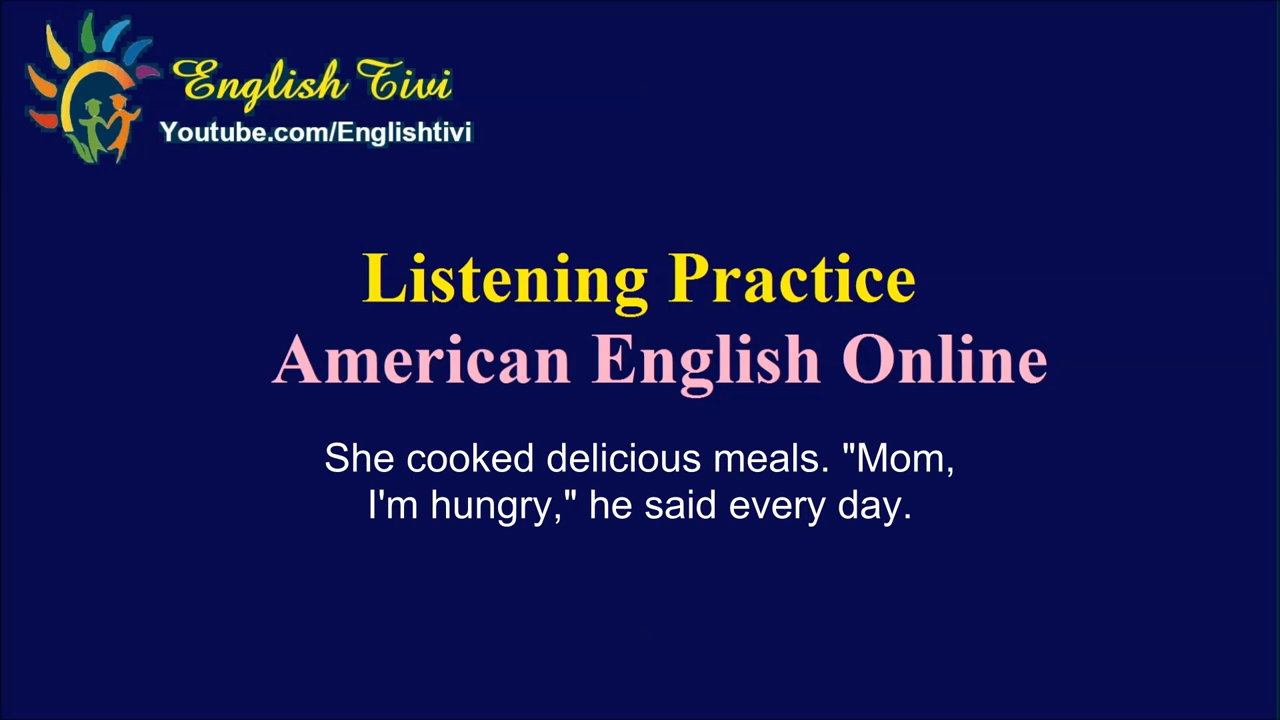 English Tivi
Youtube.com/Englishtivi
Listening Practice
American English Online
She cooked delicious meals. "Mom,
I'm hungry," he said every day.